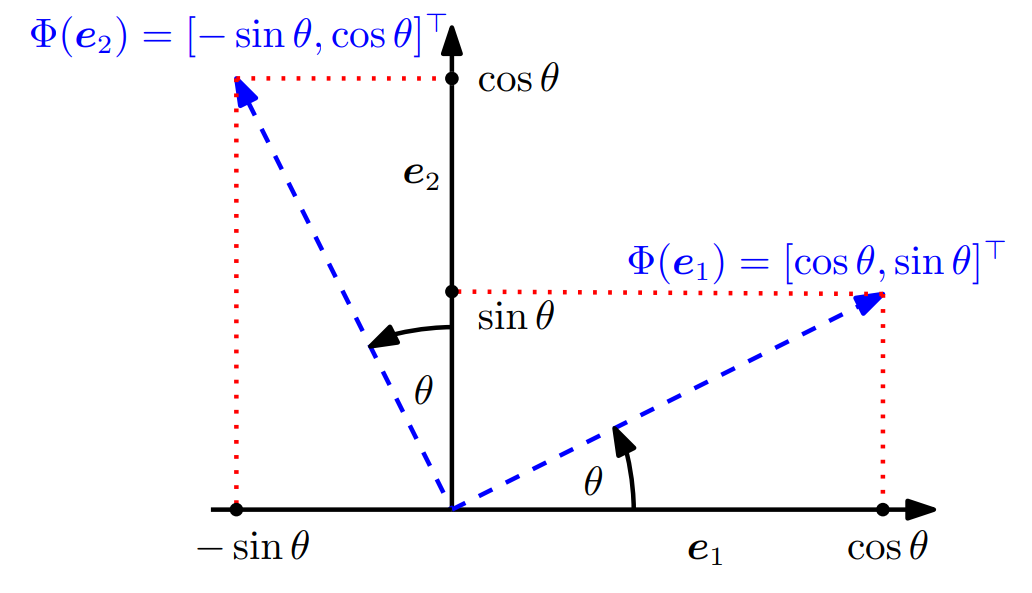 Φ(e₂) = [− sin θ, cos θ]⊤
cos θ
e₂
Φ(e₁) = [cos θ, sin θ]⊤
sin θ
θ
θ
− sin θ
e₁
cos θ